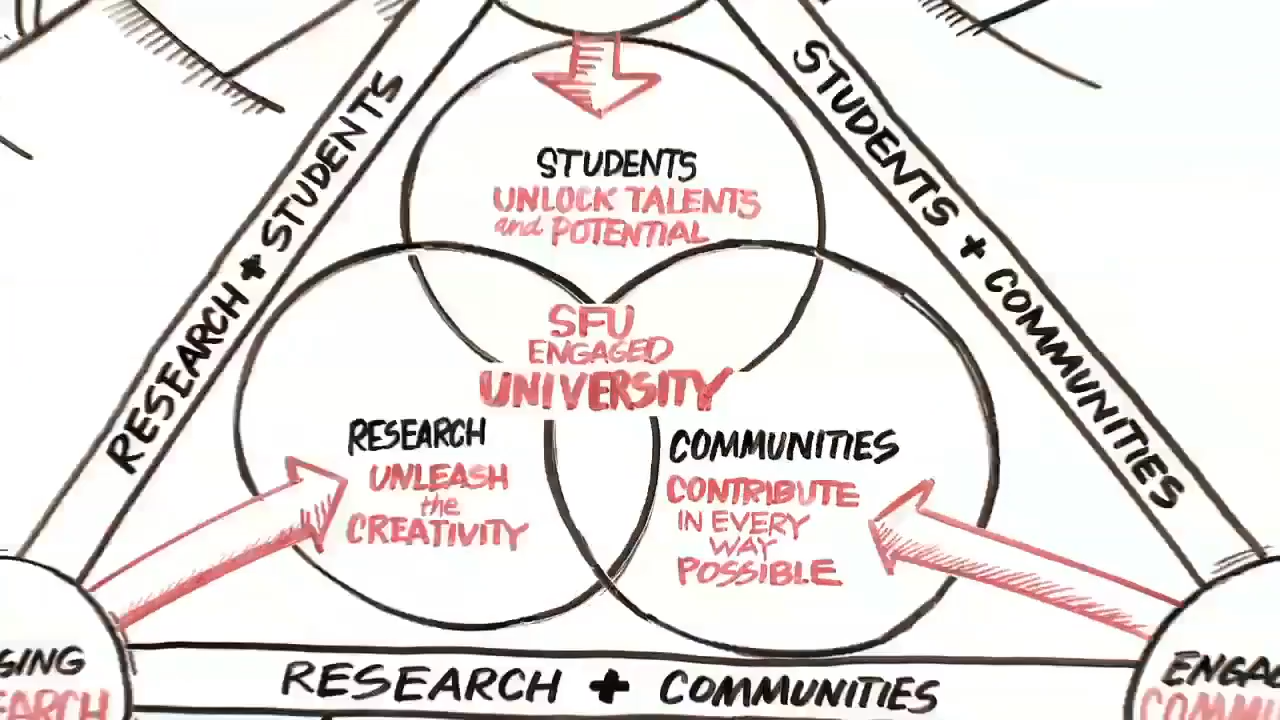 RESEARCH + STUDENTS
STUDENTS + COMMUNITIES
STUDENTS
UNLOCK TALENTS
and POTENTIAL
SFU
ENGAGED
UNIVERSITY
RESEARCH
UNLEASH
the
CREATIVITY
COMMUNITIES
CONTRIBUTE
IN EVERY
WAY
POSSIBLE
RESEARCH + COMMUNITIES